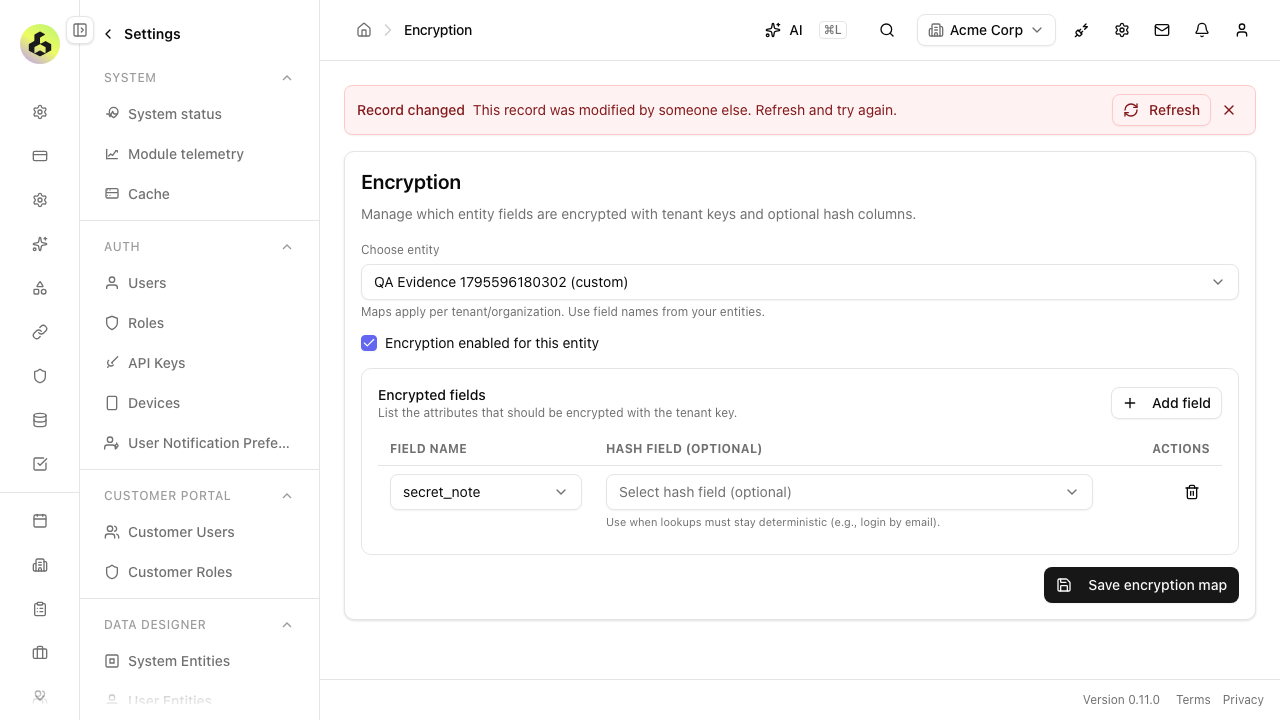 Settings
SYSTEM
System status
Module telemetry
Cache
AUTH
Users
Roles
API Keys
Devices
User Notification Prefe...
CUSTOMER PORTAL
Customer Users
Customer Roles
DATA DESIGNER
System Entities
User Entities
Encryption
AI
⌘L
Acme Corp
Record changed This record was modified by someone else. Refresh and try again.
Refresh
Encryption
Manage which entity fields are encrypted with tenant keys and optional hash columns.
Choose entity
QA Evidence 1795596180302 (custom)
Maps apply per tenant/organization. Use field names from your entities.
Encryption enabled for this entity
Encrypted fields
List the attributes that should be encrypted with the tenant key.
Add field
FIELD NAME HASH FIELD (OPTIONAL) ACTIONS
secret_note Select hash field (optional)
Use when lookups must stay deterministic (e.g., login by email).
Save encryption map
Version 0.11.0 Terms Privacy